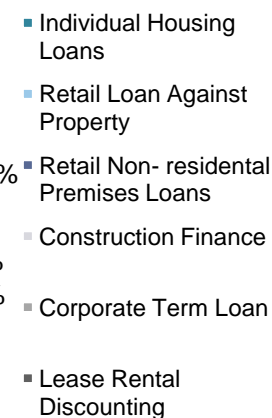 Individual Housing
Loans
Retail Loan Against
Property
% Retail Non- residental
Premises Loans
Construction Finance
%
Corporate Term Loan
Lease Rental
Discounting